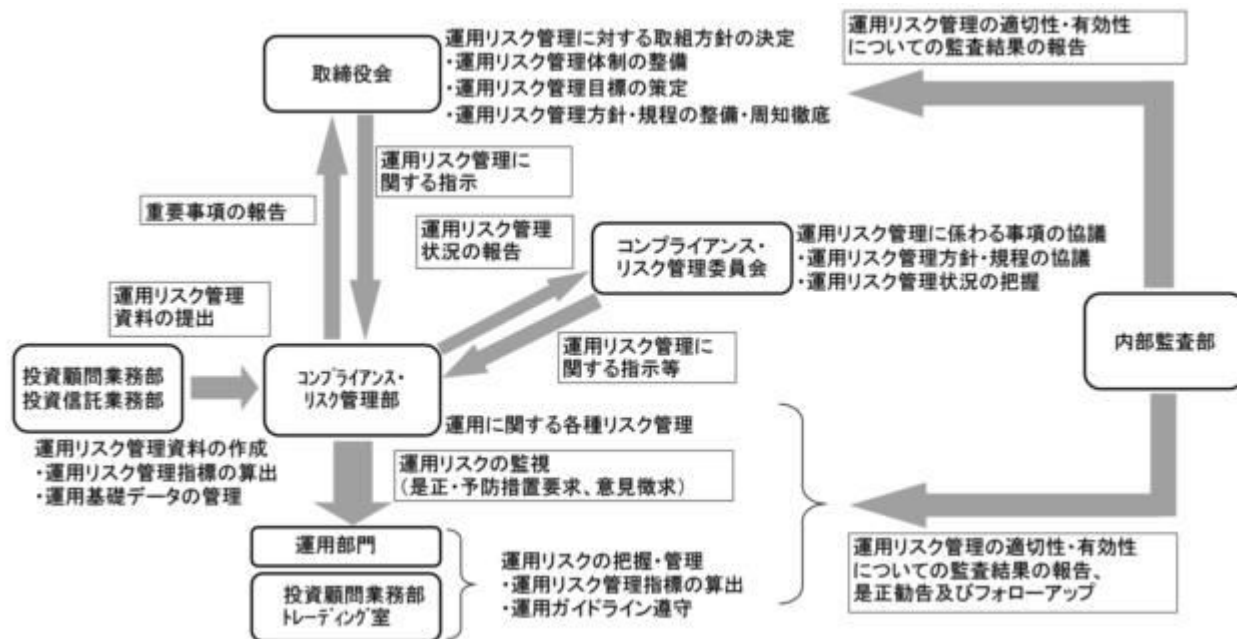 取締役会
運用リスク管理に対する取組方針の決定
・運用リスク管理体制の整備
・運用リスク管理目標の策定
・運用リスク管理方針・規程の整備・周知徹底
運用リスク管理の適切性・有効性
についての監査結果の報告
運用リスク管理に
関する指示
重要事項の報告
運用リスク管理
状況の報告
コンプライアンス・
リスク管理委員会
運用リスク管理に係わる事項の協議
・運用リスク管理方針・規程の協議
・運用リスク管理状況の把握
運用リスク管理
資料の提出
運用リスク管理に
関する指示等
内部監査部
投資顧問業務部
投資信託業務部
コンプライアンス・
リスク管理部
運用リスク管理資料の作成
・運用リスク管理指標の算出
・運用基礎データの管理
運用に関する各種リスク管理
運用リスクの監視
(是正・予防措置要求、意見徴求)
運用部門
投資顧問業務部
トレーディング室
運用リスクの把握・管理
・運用リスク管理指標の算出
・運用ガイドライン遵守
運用リスク管理の適切性・有効性
についての監査結果の報告、
是正勧告及びフォローアップ